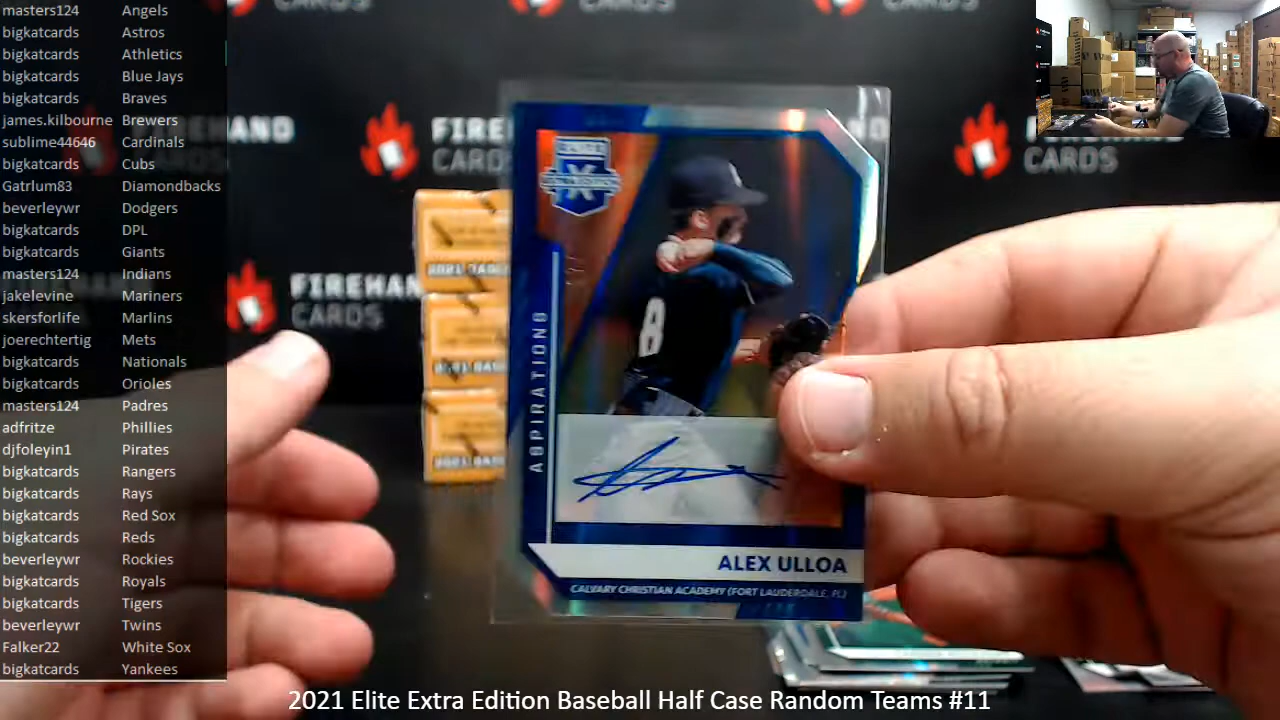 masters124 Angels
bigkatcards Astros
bigkatcards Athletics
bigkatcards Blue Jays
bigkatcards Braves
james.kilbourne Brewers
sublime44646 Cardinals
bigkatcards Cubs
Gatrlum83 Diamondbacks
beverleywr Dodgers
bigkatcards DPL
bigkatcards Giants
masters124 Indians
jakelevine Mariners
skersforlife Marlins
joerechtertig Mets
bigkatcards Nationals
bigkatcards Orioles
masters124 Padres
adfritze Phillies
djfoleyin1 Pirates
bigkatcards Rangers
bigkatcards Rays
bigkatcards Red Sox
bigkatcards Reds
beverleywr Rockies
bigkatcards Royals
bigkatcards Tigers
beverleywr Twins
Falker22 White Sox
bigkatcards Yankees
CARDS
FIREHAND
CARDS
ELITE
X
8
ASPIRATIONS
ALEX ULLOA
CALVARY CHRISTIAN ACADEMY (FORT LAUDERDALE, FL)
2021 Elite Extra Edition Baseball Half Case Random Teams #11